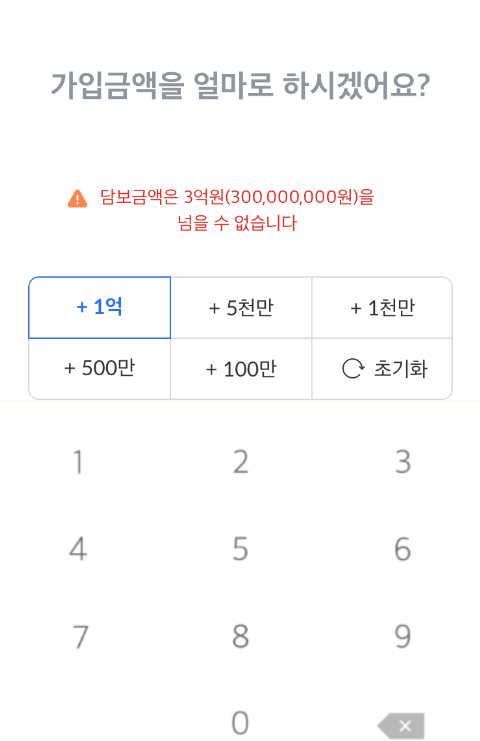 가입금액을 얼마로 하시겠어요?
담보금액은 3억원(300,000,000원)을
넘을 수 없습니다
+ 1억 + 5천만 + 1천만
+ 500만 + 100만 초기화
1 2 3
4 5 6
7 8 9
0